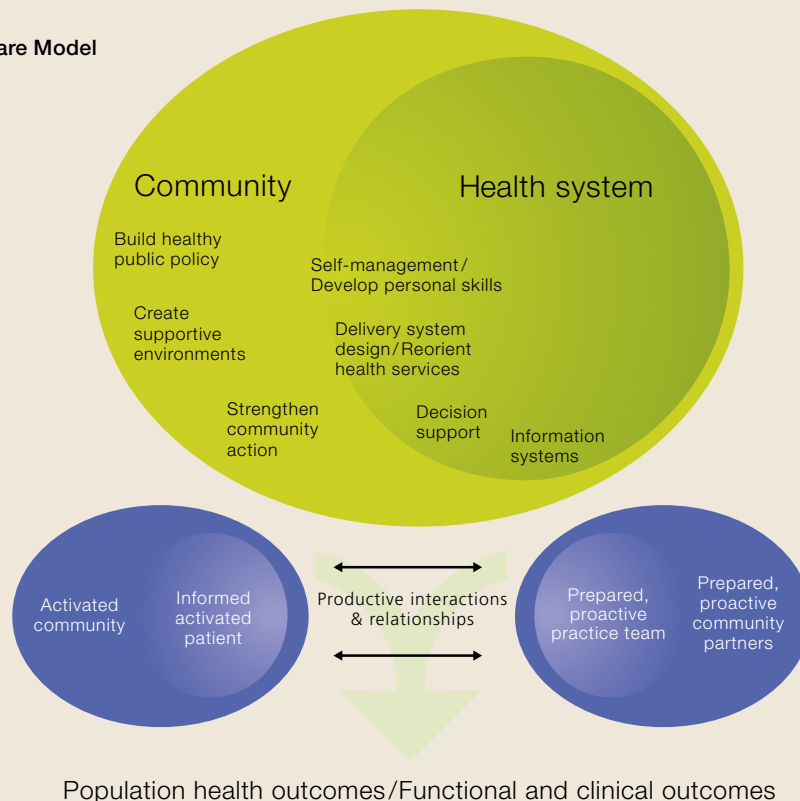 are Model
Community
Health system
Build healthy
public policy
Self-management/
Develop personal skills
Create
supportive
environments
Delivery system
design/Reorient
health services
Strengthen
community
action
Decision
support
Information
systems
Activated
community
Informed
activated
patient
Productive interactions
& relationships
Prepared,
proactive
practice team
Prepared,
proactive
community
partners
Population health outcomes/Functional and clinical outcomes